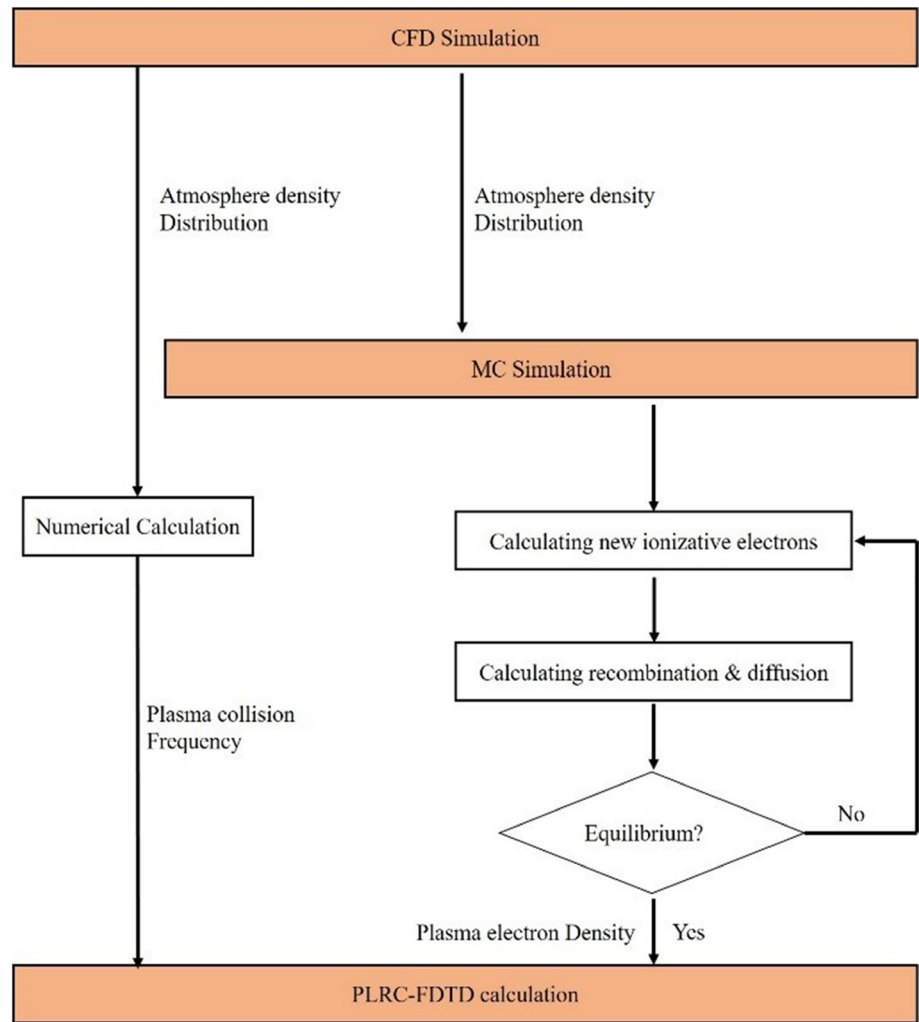 CFD Simulation
Atmosphere density
Distribution
Atmosphere density
Distribution
MC Simulation
Numerical Calculation
Calculating new ionizative electrons
Calculating recombination & diffusion
Plasma collision
Frequency
Equilibrium?
No
Plasma electron Density
Yes
PLRC-FDTD calculation